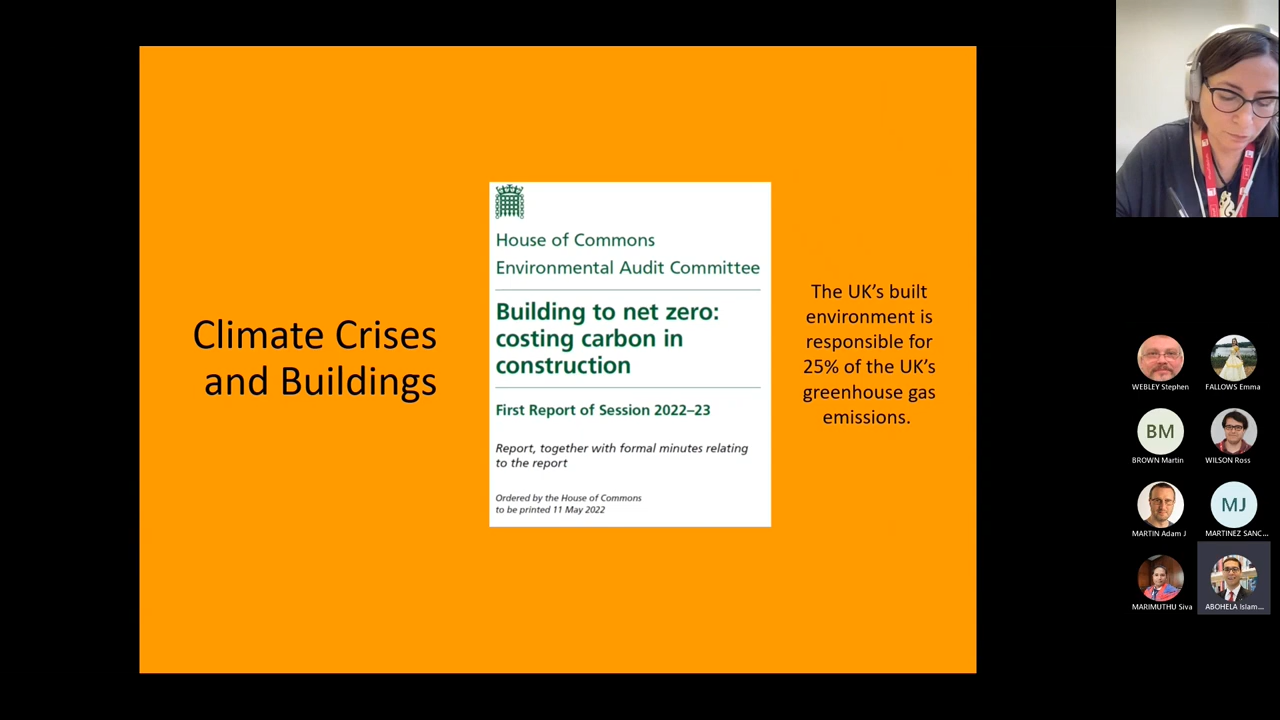 Climate Crises
and Buildings
House of Commons
Environmental Audit Committee
Building to net zero:
costing carbon in
construction
First Report of Session 2022–23
Report, together with formal minutes relating
to the report
Ordered by the House of Commons
to be printed 11 May 2022
The UK’s built
environment is
responsible for
25% of the UK’s
greenhouse gas
emissions.
WEBLEY Stephen
FALLOWS Emma
BM
BROWN Martin
WILSON Ross
MARTIN Adam J
MJ
MARTINEZ SANC...
MARIMUTHU Siva
ABOHELA Islam...